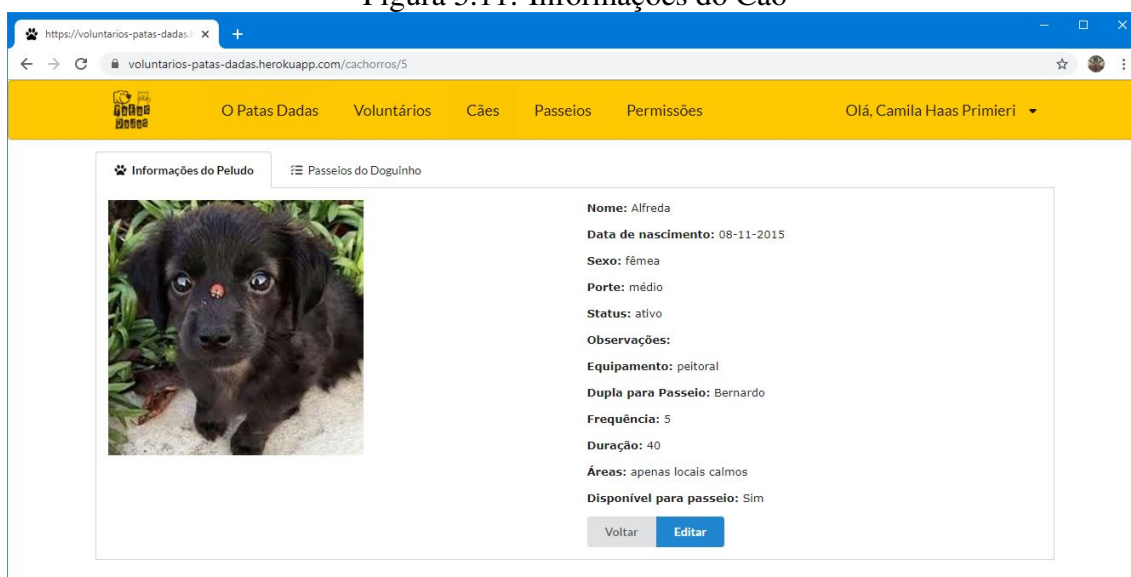 Figura 5.11: Informações do Cão
https://voluntarios-patas-dadas.h
voluntarios-patas-dadas.herokuapp.com/cachorros/5
Patas Dadas
O Patas Dadas Voluntários Cães Passeios Permissões Olá, Camila Haas Primieri
Informações do Peludo Passeios do Doguinho
Nome: Alfreda
Data de nascimento: 08-11-2015
Sexo: fêmea
Porte: médio
Status: ativo
Observações:
Equipamento: peitoral
Dupla para Passeio: Bernardo
Frequência: 5
Duração: 40
Áreas: apenas locais calmos
Disponível para passeio: Sim
Voltar Editar